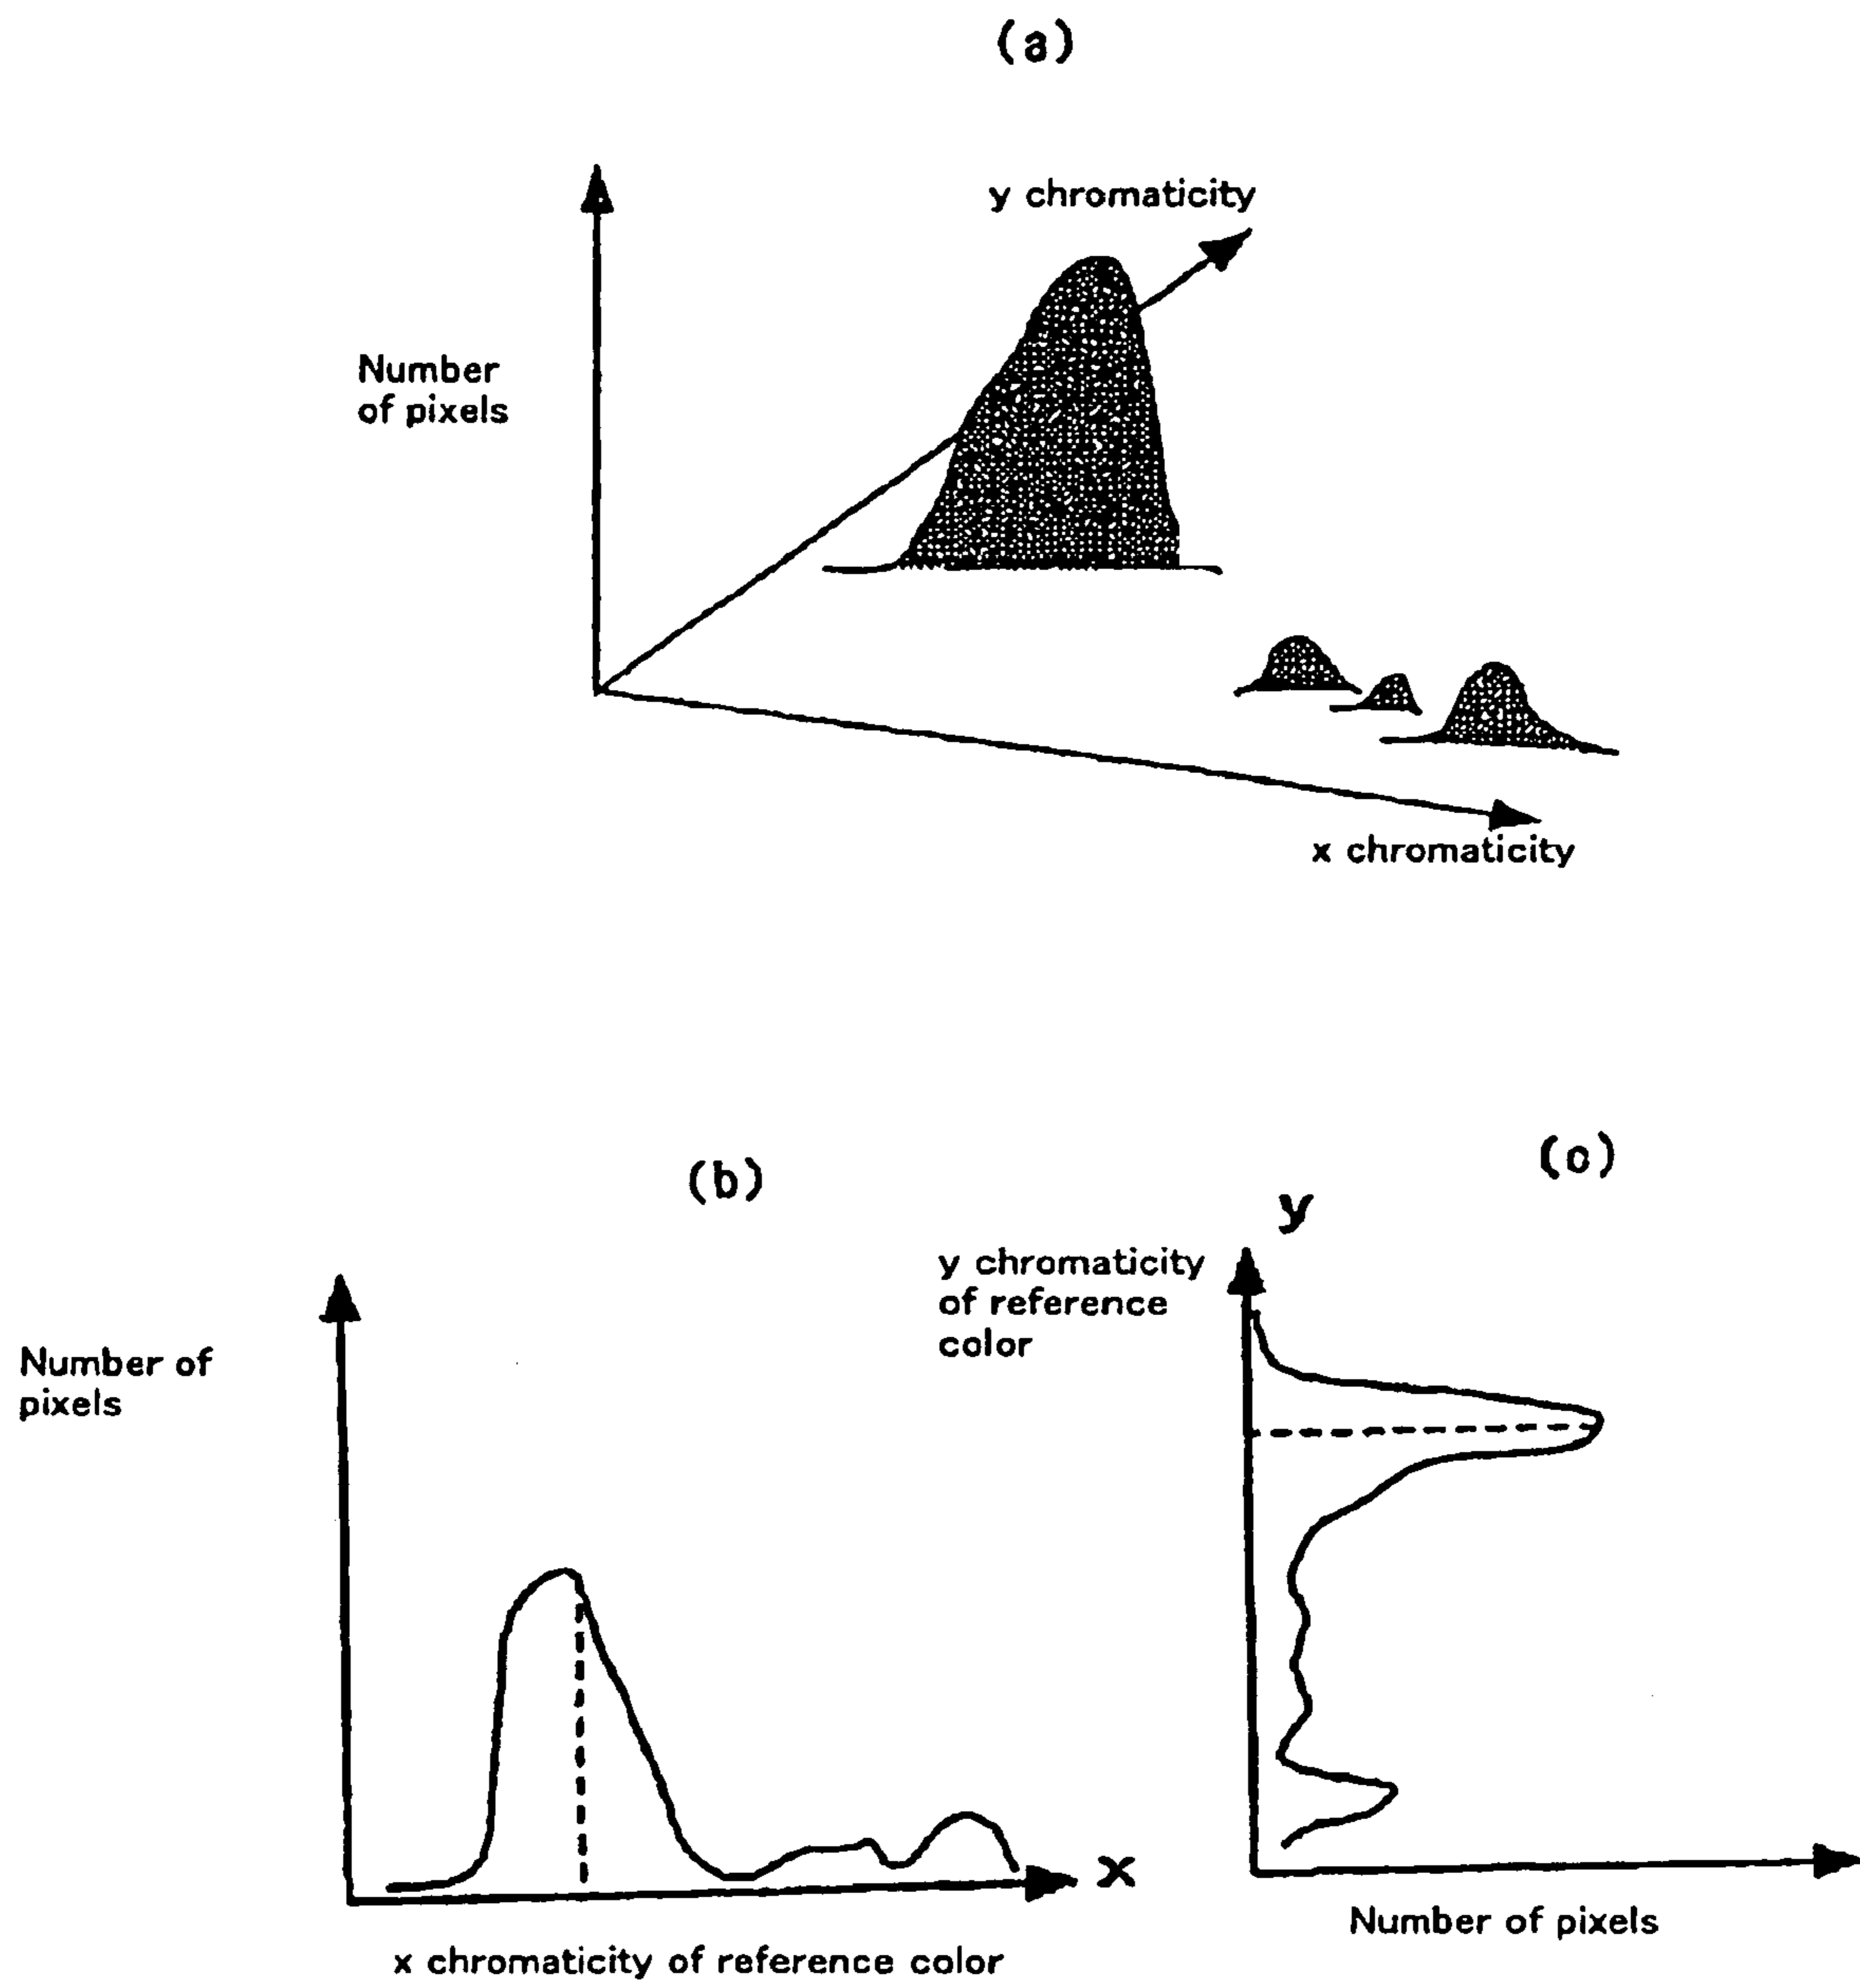 (a)
y chromaticity
Number
of pixels
x chromaticity
(b)
(c)
y
y chromaticity
of reference
color
Number of
pixels
x
Number of pixels
x chromaticity of reference color